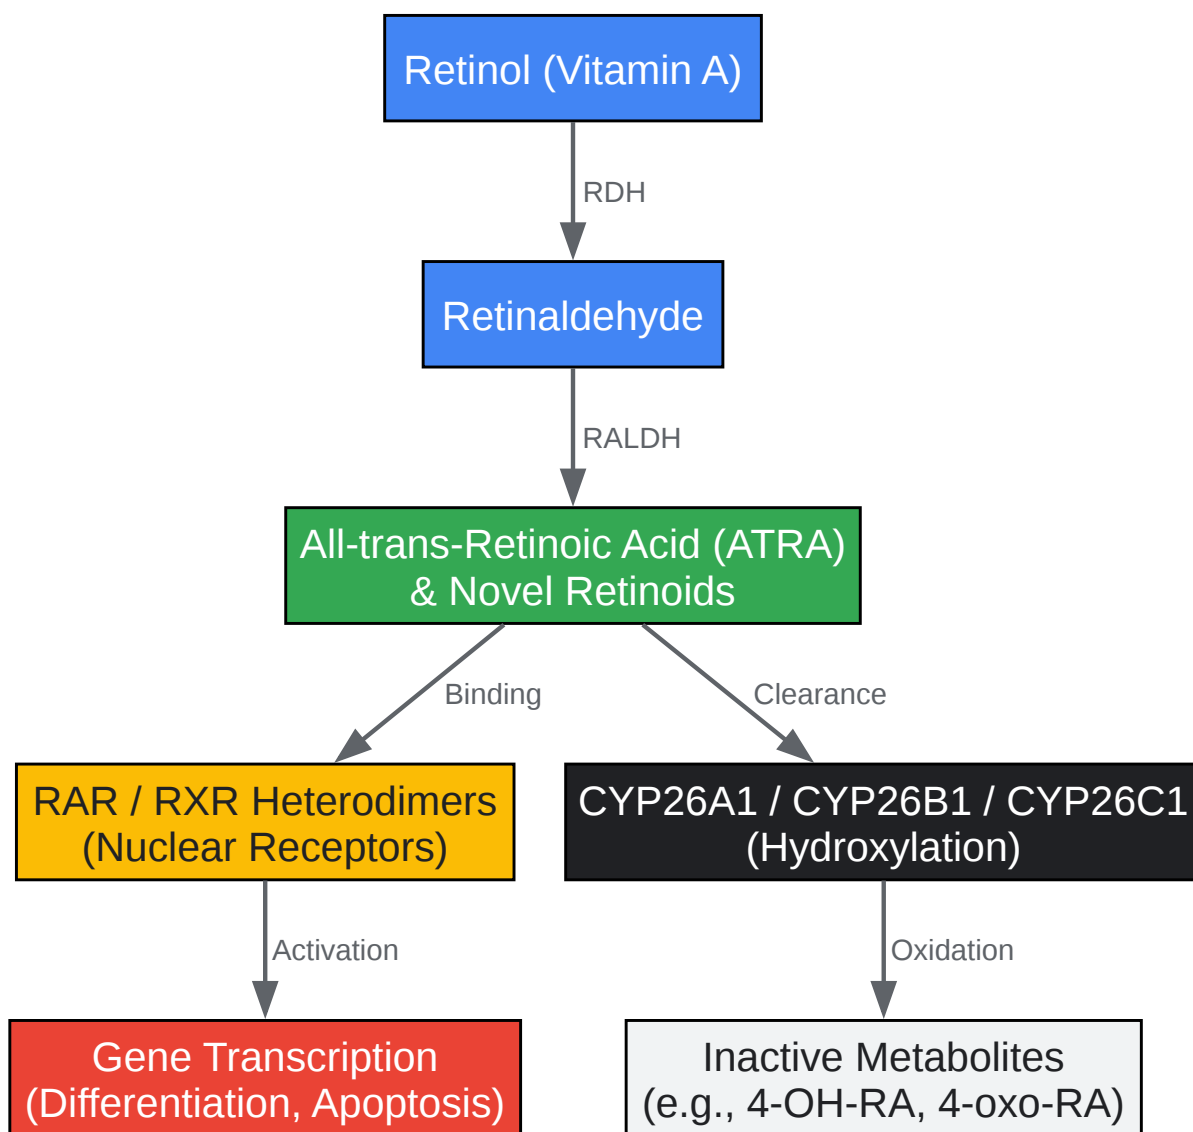 Retinol (Vitamin A)
RDH
Retinaldehyde
RALDH
All-trans-Retinoic Acid (ATRA)
& Novel Retinoids
Binding
Clearance
RAR / RXR Heterodimers
(Nuclear Receptors)
CYP26A1 / CYP26B1 / CYP26C1
(Hydroxylation)
Activation
Oxidation
Gene Transcription
(Differentiation, Apoptosis)
Inactive Metabolites
(e.g., 4-OH-RA, 4-oxo-RA)